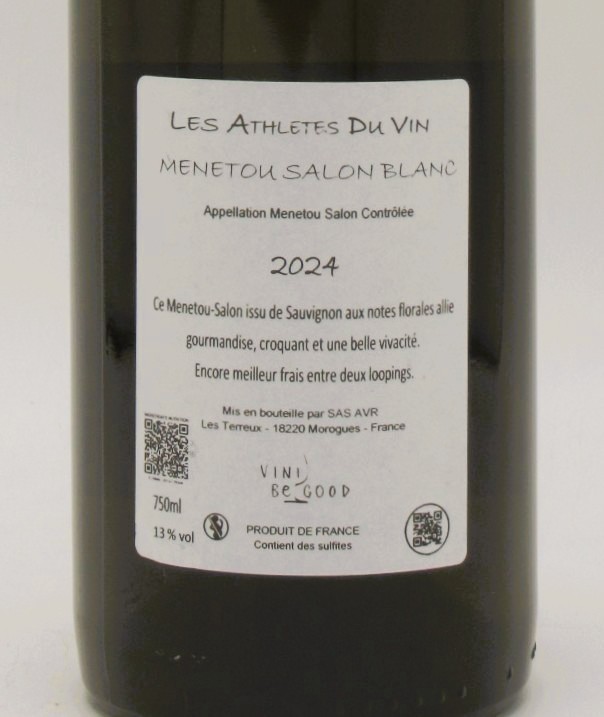 LES ATHLETES DU VIN
MENETOU SALON BLANC
Appellation Menetou Salon Contrôlée
2024
Ce Menetou-Salon issu de Sauvignon aux notes florales allie
gourmandise, croquant et une belle vivacité.
Encore meilleur frais entre deux loopings.
Mis en bouteille par SAS AVR
Les Terreux - 18220 Morogues - France
VINI
BE GOOD
750ml
13 % vol
PRODUIT DE FRANCE
Contient des sulfites